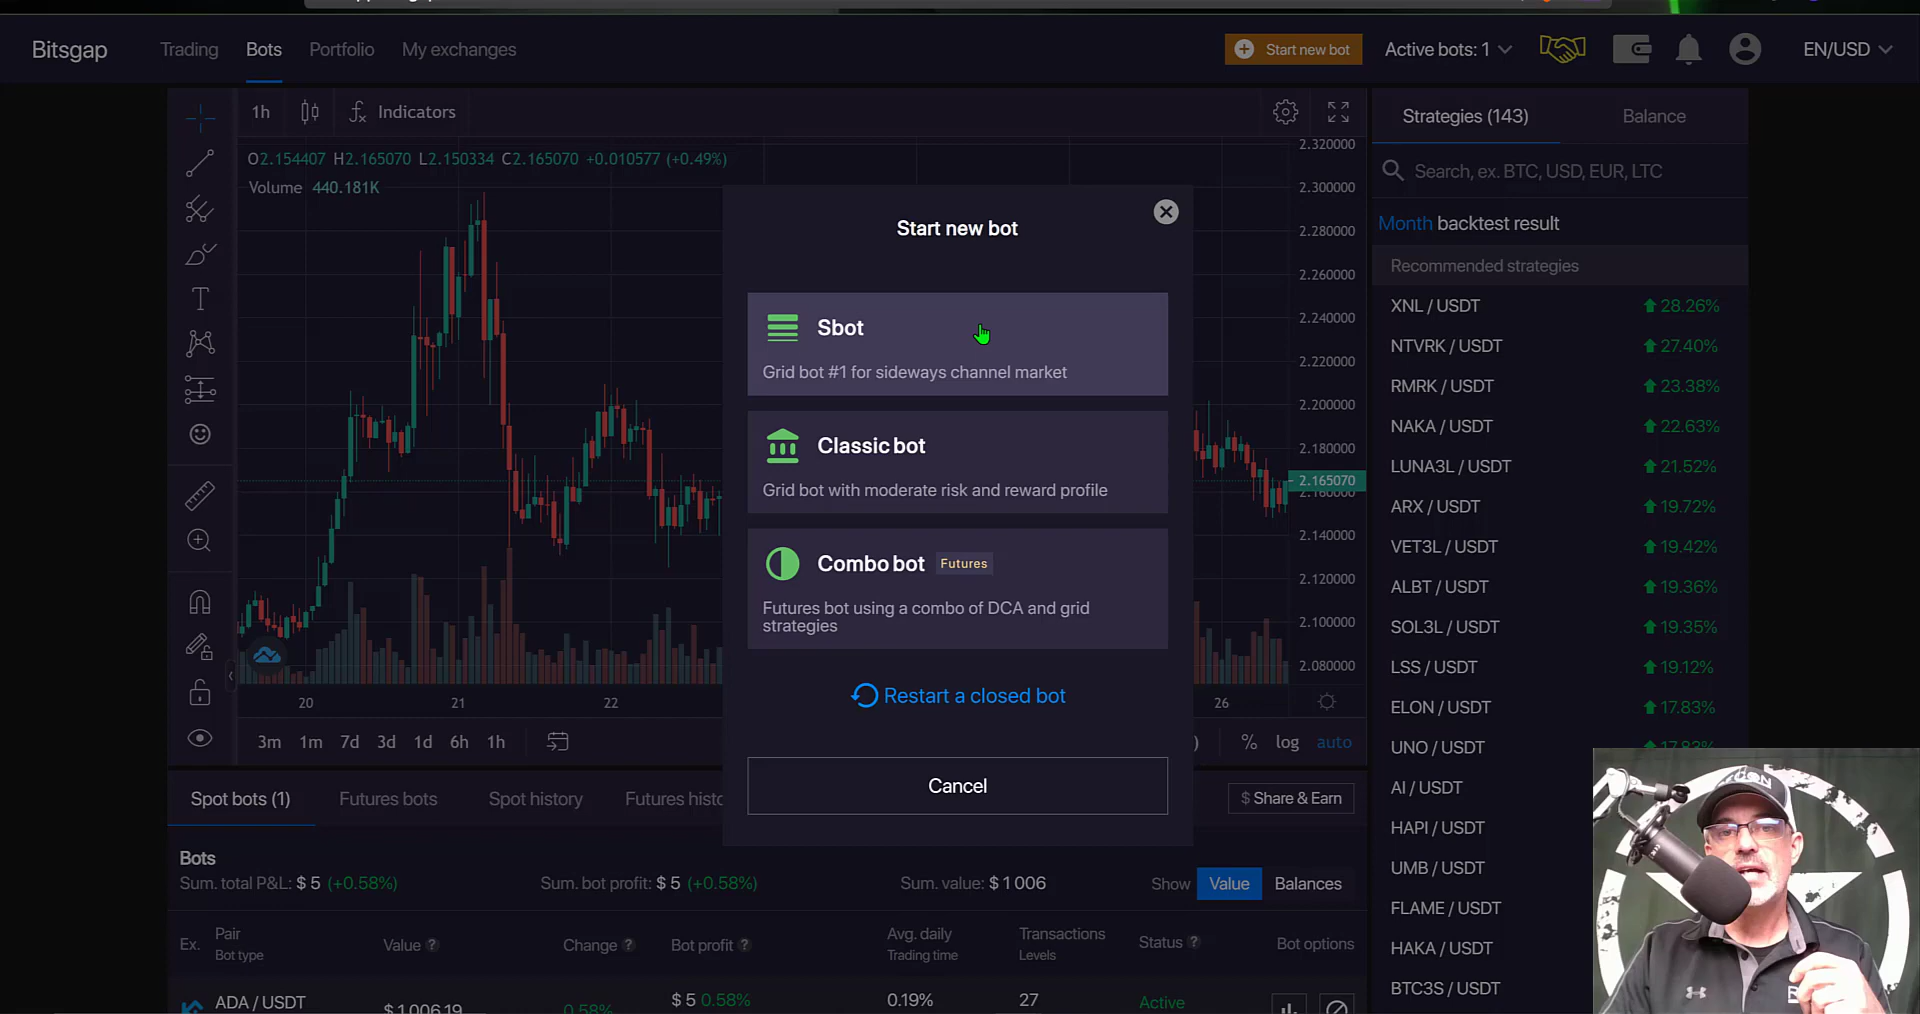 Bitsgap
Trading
Bots
Portfolio
My exchanges
Start new bot
Active bots: 1
EN/USD
1h
Indicators
O2.154407 H2.165070 L2.150334 C2.165070 +0.010577 (+0.49%)
Volume 440.181K
2.320000
2.300000
2.280000
2.260000
2.240000
2.220000
2.200000
2.180000
2.165070
2.160000
2.140000
2.120000
2.100000
2.080000
20
21
22
26
3m 1m 7d 3d 1d 6h 1h
% log auto
Start new bot
Sbot
Grid bot #1 for sideways channel market
Classic bot
Grid bot with moderate risk and reward profile
Combo bot Futures
Futures bot using a combo of DCA and grid
strategies
Restart a closed bot
Cancel
Strategies (143)
Balance
Search, ex. BTC, USD, EUR, LTC
Month backtest result
Recommended strategies
XNL / USDT 28.26%
NTVRK / USDT 27.40%
RMRK / USDT 23.38%
NAKA / USDT 22.63%
LUNA3L / USDT 21.52%
ARX / USDT 19.72%
VET3L / USDT 19.42%
ALBT / USDT 19.36%
SOL3L / USDT 19.35%
LSS / USDT 19.12%
ELON / USDT 17.83%
UNO / USDT 17.83%
AI / USDT
HAPI / USDT
UMB / USDT
FLAME / USDT
HAKA / USDT
BTC3S / USDT
Spot bots (1)
Futures bots
Spot history
Futures histo
$ Share & Earn
Bots
Sum. total P&L: $ 5 (+0.58%)
Sum. bot profit: $ 5 (+0.58%)
Sum. value: $ 1 006
Show
Value
Balances
Ex.
Pair
Bot type
Value
Change
Bot profit
Avg. daily
Trading time
Transactions
Levels
Status
Bot options
ADA / USDT
$ 1 006.19
0.58%
$ 5 0.58%
0.19%
27
Active